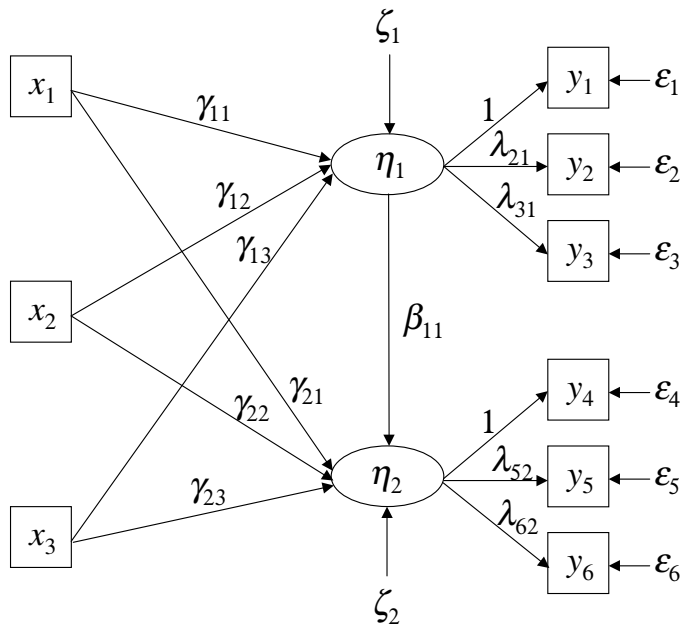 ζ₁
x₁
y₁
ε₁
γ₁₁
1
η₁
λ₂₁
y₂
ε₂
γ₁₂
λ₃₁
γ₁₃
y₃
ε₃
x₂
β₁₁
γ₂₁
γ₂₂
y₄
ε₄
1
η₂
λ₅₂
y₅
ε₅
γ₂₃
λ₆₂
x₃
y₆
ε₆
ζ₂